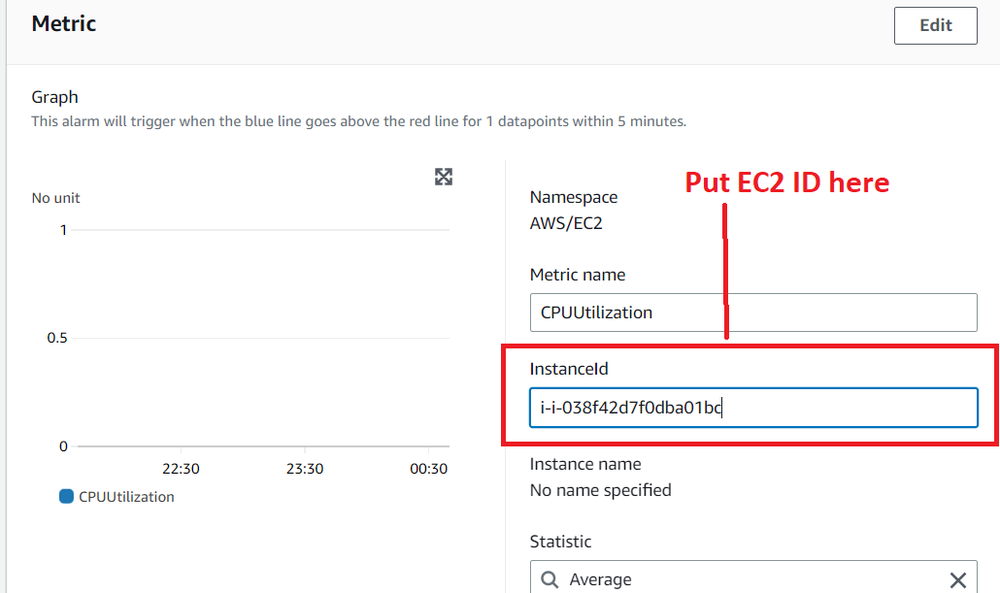 Metric
Edit
Graph
This alarm will trigger when the blue line goes above the red line for 1 datapoints within 5 minutes.
No unit
1
0.5
0
22:30
23:30
00:30
CPUUtilization
Put EC2 ID here
Namespace
AWS/EC2
Metric name
CPUUtilization
InstanceId
i-i-038f42d7f0dba01bc
Instance name
No name specified
Statistic
Average